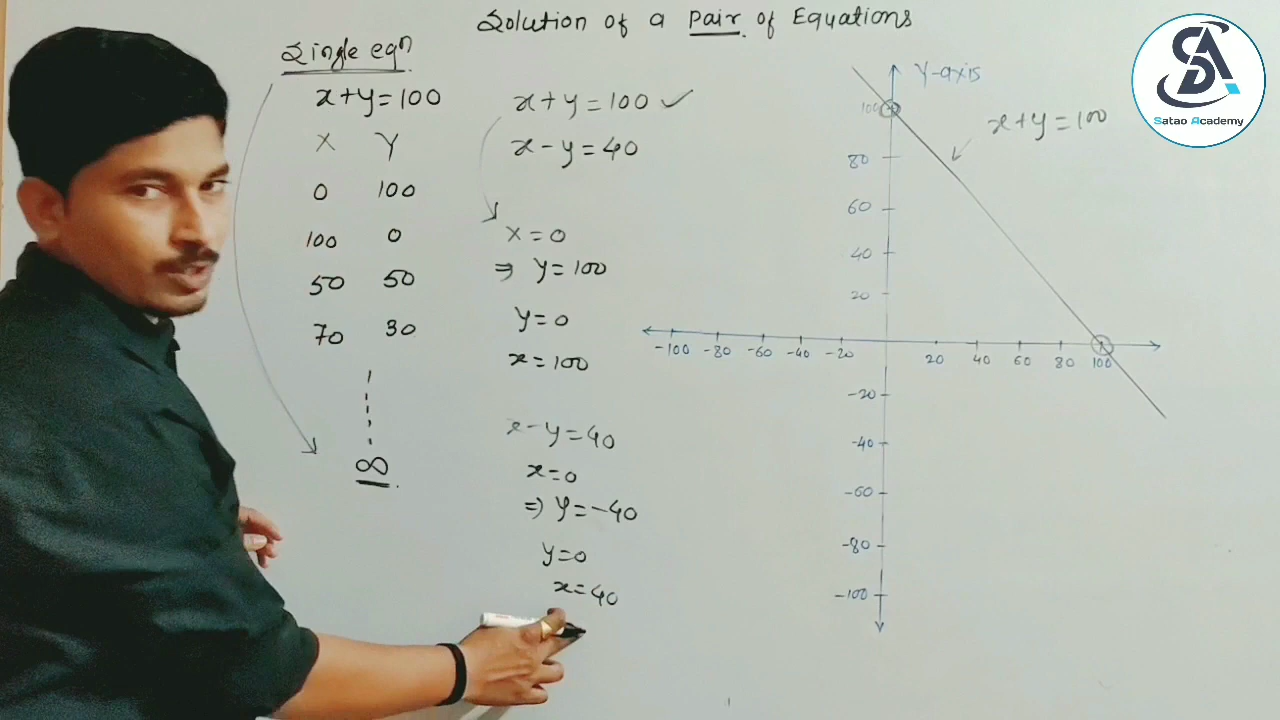 Solution of a Pair of Equations
Single eqn
x+y=100
X Y
0 100
100 0
50 50
70 30
∞
x+y=100 ✓
x-y=40
x=0
⇒ y=100
y=0
x=100
x-y=40
x=0
⇒ y=-40
y=0
x=40
Y-axis
x+y=100
100
80
60
40
20
-100 -80 -60 -40 -20 20 40 60 80 100
-20
-40
-60
-80
-100
SDA
Satao Academy